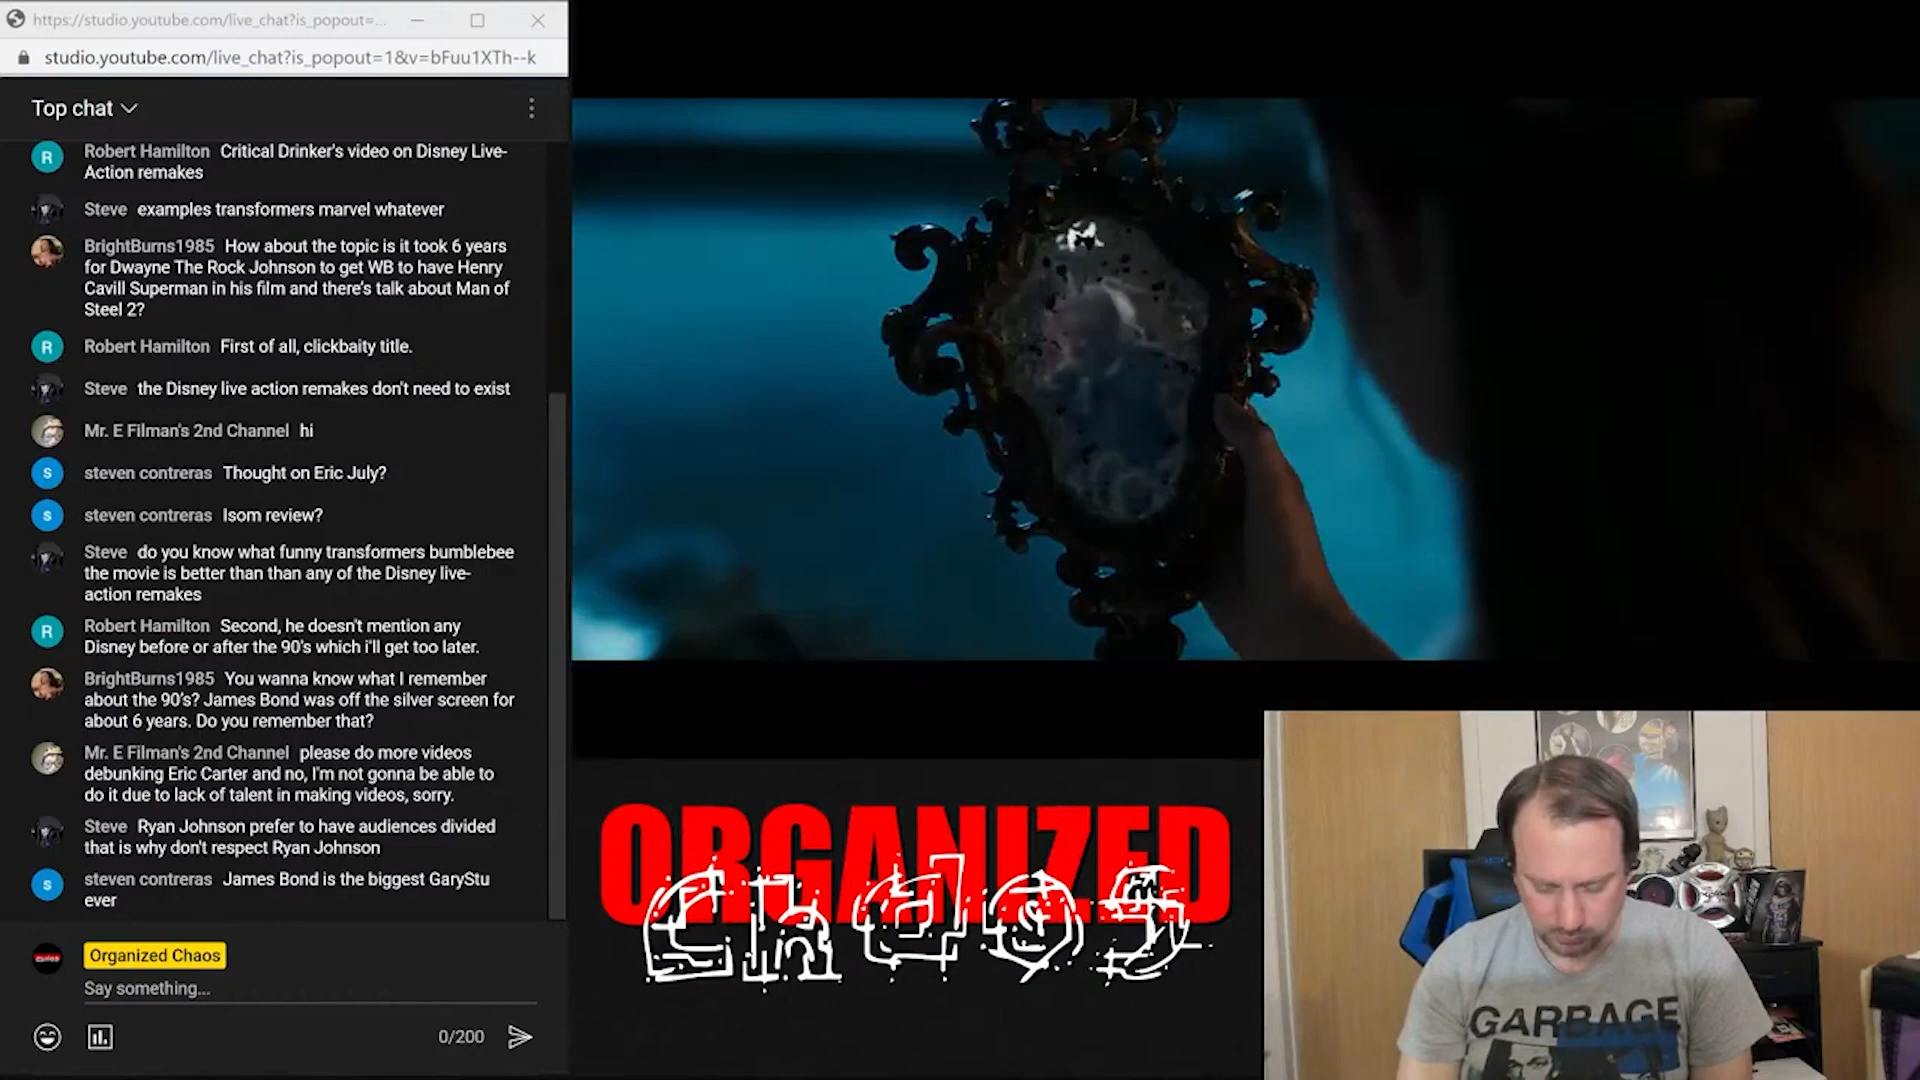 https://studio.youtube.com/live_chat?is_popout=...
studio.youtube.com/live_chat?is_popout=1&v=bFuu1XTh--k
Top chat
Robert Hamilton Critical Drinker's video on Disney Live-
Action remakes
Steve examples transformers marvel whatever
BrightBurns1985 How about the topic is it took 6 years
for Dwayne The Rock Johnson to get WB to have Henry
Cavill Superman in his film and there's talk about Man of
Steel 2?
Robert Hamilton First of all, clickbaity title.
Steve the Disney live action remakes don't need to exist
Mr. E Filman's 2nd Channel hi
steven contreras Thought on Eric July?
steven contreras Isom review?
Steve do you know what funny transformers bumblebee
the movie is better than than any of the Disney live-
action remakes
Robert Hamilton Second, he doesn't mention any
Disney before or after the 90's which i'll get too later.
BrightBurns1985 You wanna know what I remember
about the 90's? James Bond was off the silver screen for
about 6 years. Do you remember that?
Mr. E Filman's 2nd Channel please do more videos
debunking Eric Carter and no, I'm not gonna be able to
do it due to lack of talent in making videos, sorry.
Steve Ryan Johnson prefer to have audiences divided
that is why don't respect Ryan Johnson
steven contreras James Bond is the biggest GaryStu
ever
Organized Chaos
Say something...
0/200
R
R
S
S
R
S
ORGANIZED
chaos
GARBAGE